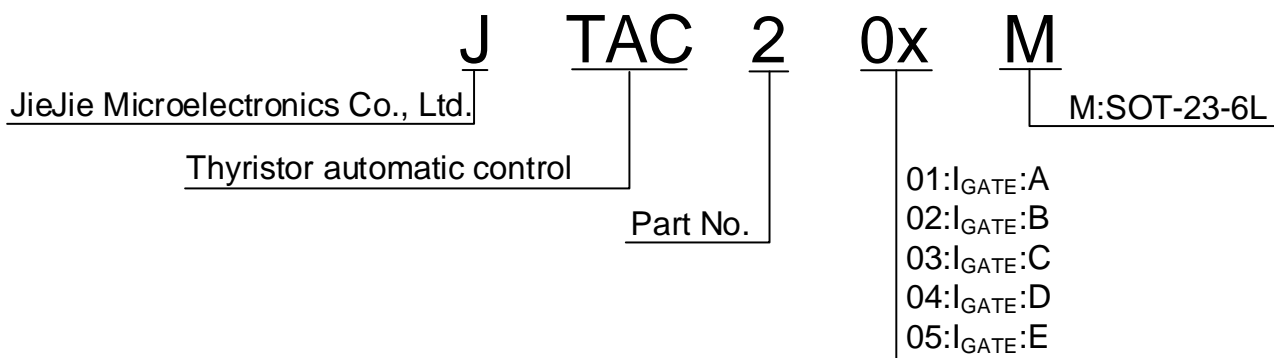 J TAC 2 0x M
JieJie Microelectronics Co., Ltd.
M:SOT-23-6L
Thyristor automatic control
01:IGATE:A
Part No.
02:IGATE:B
03:IGATE:C
04:IGATE:D
05:IGATE:E